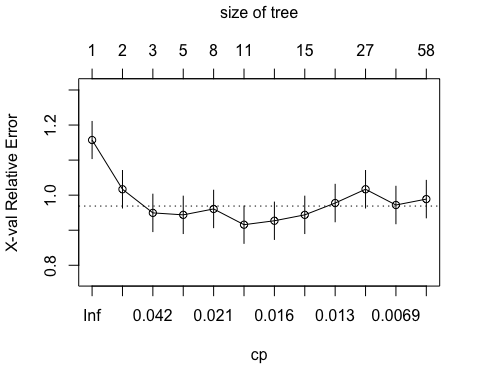 size of tree
1 2 3 5 8 11 15 27 58
X-val Relative Error
1.2
1.0
0.8
Inf 0.042 0.021 0.016 0.013 0.0069
cp